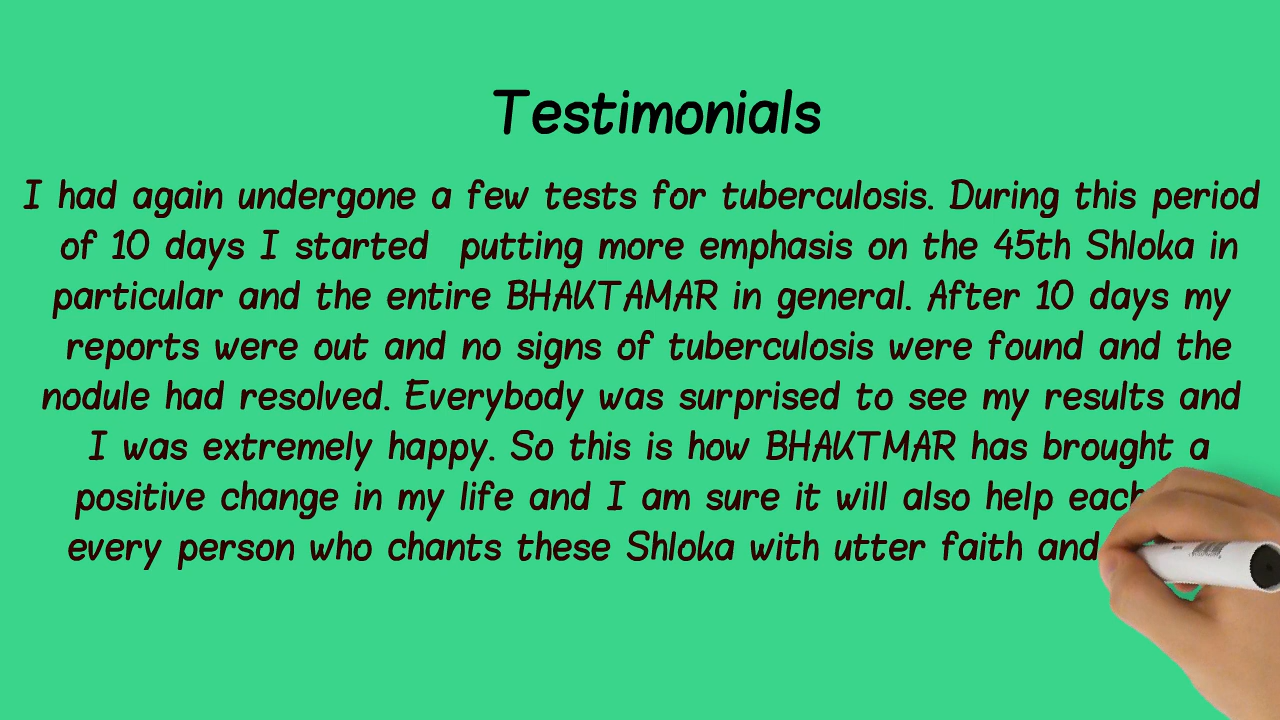 Testimonials
I had again undergone a few tests for tuberculosis. During this period
of 10 days I started putting more emphasis on the 45th Shloka in
particular and the entire BHAKTAMAR in general. After 10 days my
reports were out and no signs of tuberculosis were found and the
nodule had resolved. Everybody was surprised to see my results and
I was extremely happy. So this is how BHAKTMAR has brought a
positive change in my life and I am sure it will also help each
every person who chants these Shloka with utter faith and